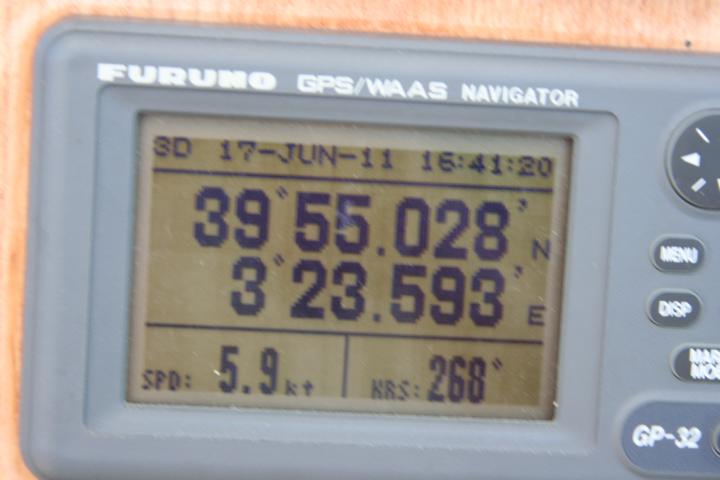 FURUNO GPS/WAAS NAVIGATOR
3D 17-JUN-11 16:41:20
39°55.028' N
3°23.593' E
SPD: 5.9kt
KRS: 268°
MENU
DISP
GP-32